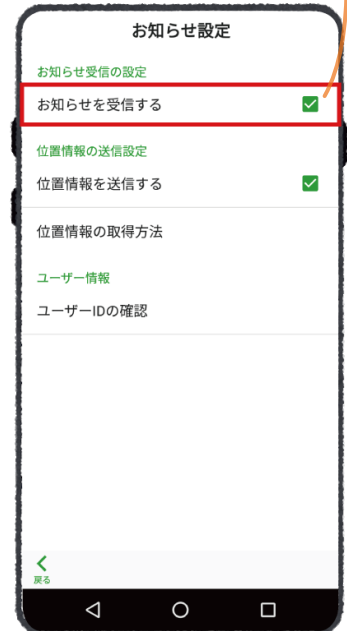 お知らせ設定
お知らせ受信の設定
お知らせを受信する
位置情報の送信設定
位置情報を送信する
位置情報の取得方法
ユーザー情報
ユーザーIDの確認
戻る